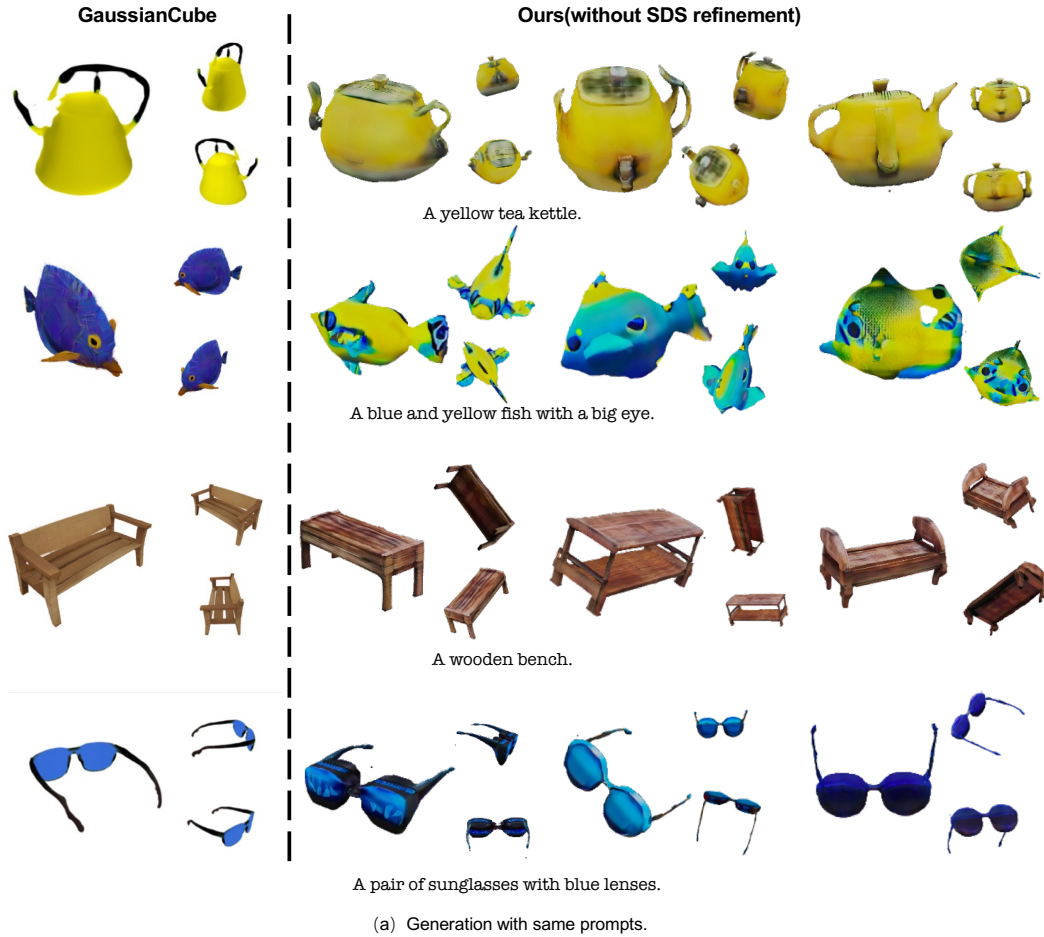 GaussianCube
Ours(without SDS refinement)
A yellow tea kettle.
A blue and yellow fish with a big eye.
A wooden bench.
A pair of sunglasses with blue lenses.
(a) Generation with same prompts.